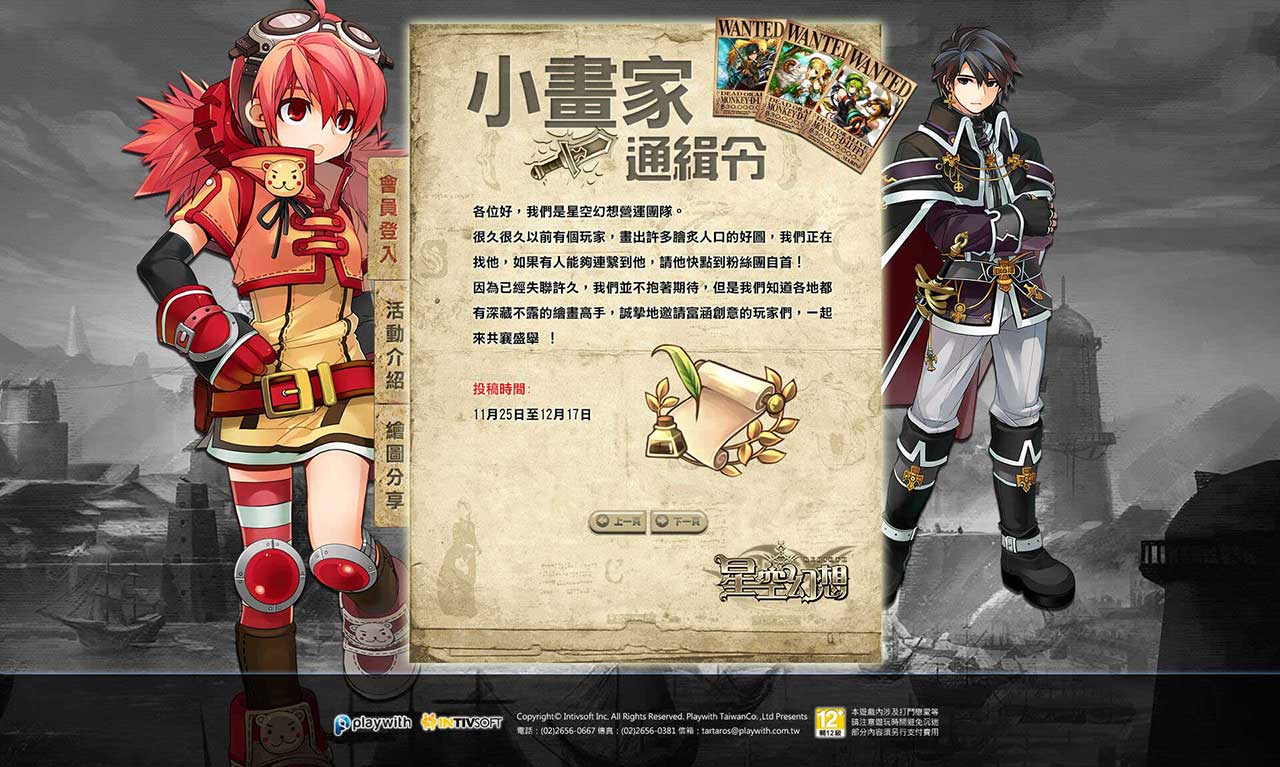 小畫家
通緝令
WANTED
WANTED
WANTED
各位好，我們是星空幻想營運團隊。
很久很久以前有個玩家，畫出許多膾炙人口的好圖，我們正在
找他，如果有人能夠連繫到他，請他快點到粉絲團自首！
因為已經失聯許久，我們並不抱著期待，但是我們知道各地都
有深藏不露的繪畫高手，誠摯地邀請富涵創意的玩家們，一起
來共襄盛舉 ！
投稿時間:
11月25日至12月17日
會員登入
活動介紹
繪圖分享
上一頁
下一頁
星空幻想
playwith
INTIVSOFT
Copyright© Intivsoft Inc. All Rights Reserved. Playwith TaiwanCo. ,Ltd Presents
電話：(02)2656-0667 傳真：(02)2656-0381 信箱：tartaros@playwith.com.tw
12+
輔12級
本遊戲內涉及打鬥戀愛等
請注意遊玩時間避免沉迷
部分內容須另行支付費用